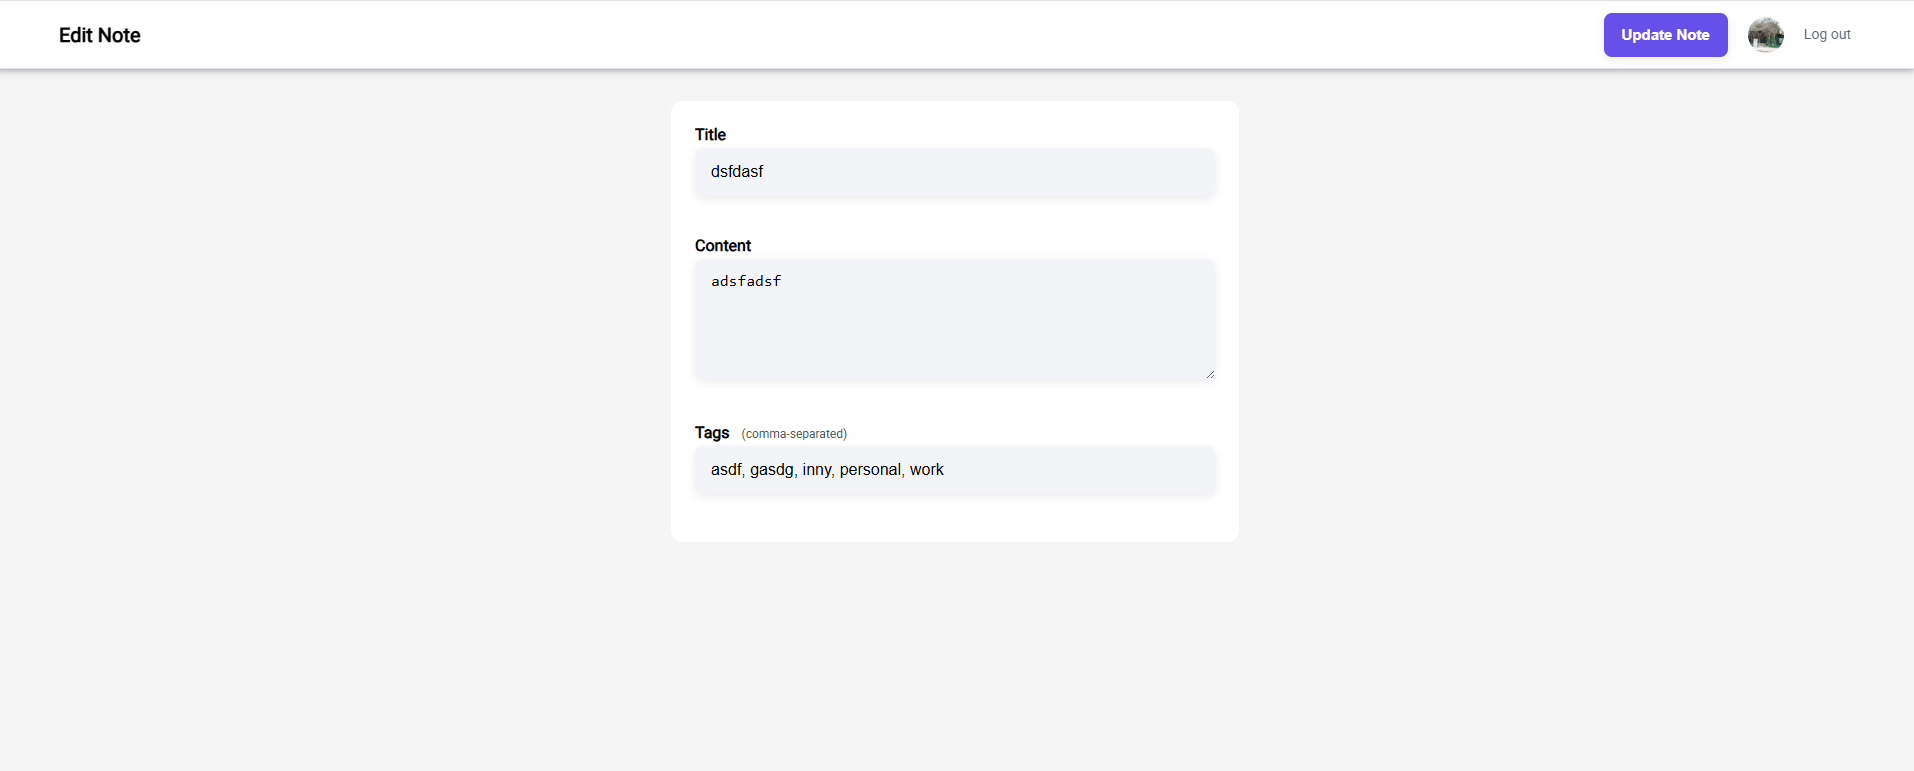 Edit Note
Update Note
Log out
Title
dsfdasf
Content
adsfadsf
Tags (comma-separated)
asdf, gasdg, inny, personal, work